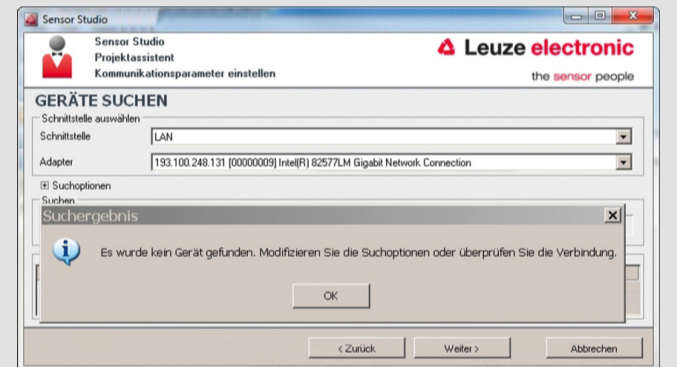 Sensor Studio
Sensor Studio
Projektassistent
Kommunikationsparameter einstellen
Leuze electronic
the sensor people
GERÄTE SUCHEN
Schnittstelle auswählen
Schnittstelle
LAN
Adapter
193.100.248.131 [00000009] Intel(R) 82577LM Gigabit Network Connection
Suchoptionen
Suchen
Suchergebnis
Es wurde kein Gerät gefunden. Modifizieren Sie die Suchoptionen oder überprüfen Sie die Verbindung.
OK
< Zurück
Weiter >
Abbrechen